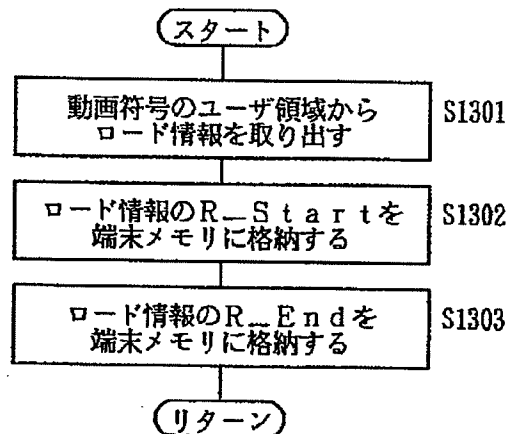 スタート
動画符号のユーザ領域から
ロード情報を取り出す
S1301
ロード情報のR_Startを
端末メモリに格納する
S1302
ロード情報のR_Endを
端末メモリに格納する
S1303
リターン